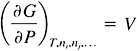 (∂G/∂P)_{T,n_i,n_j,...} = V